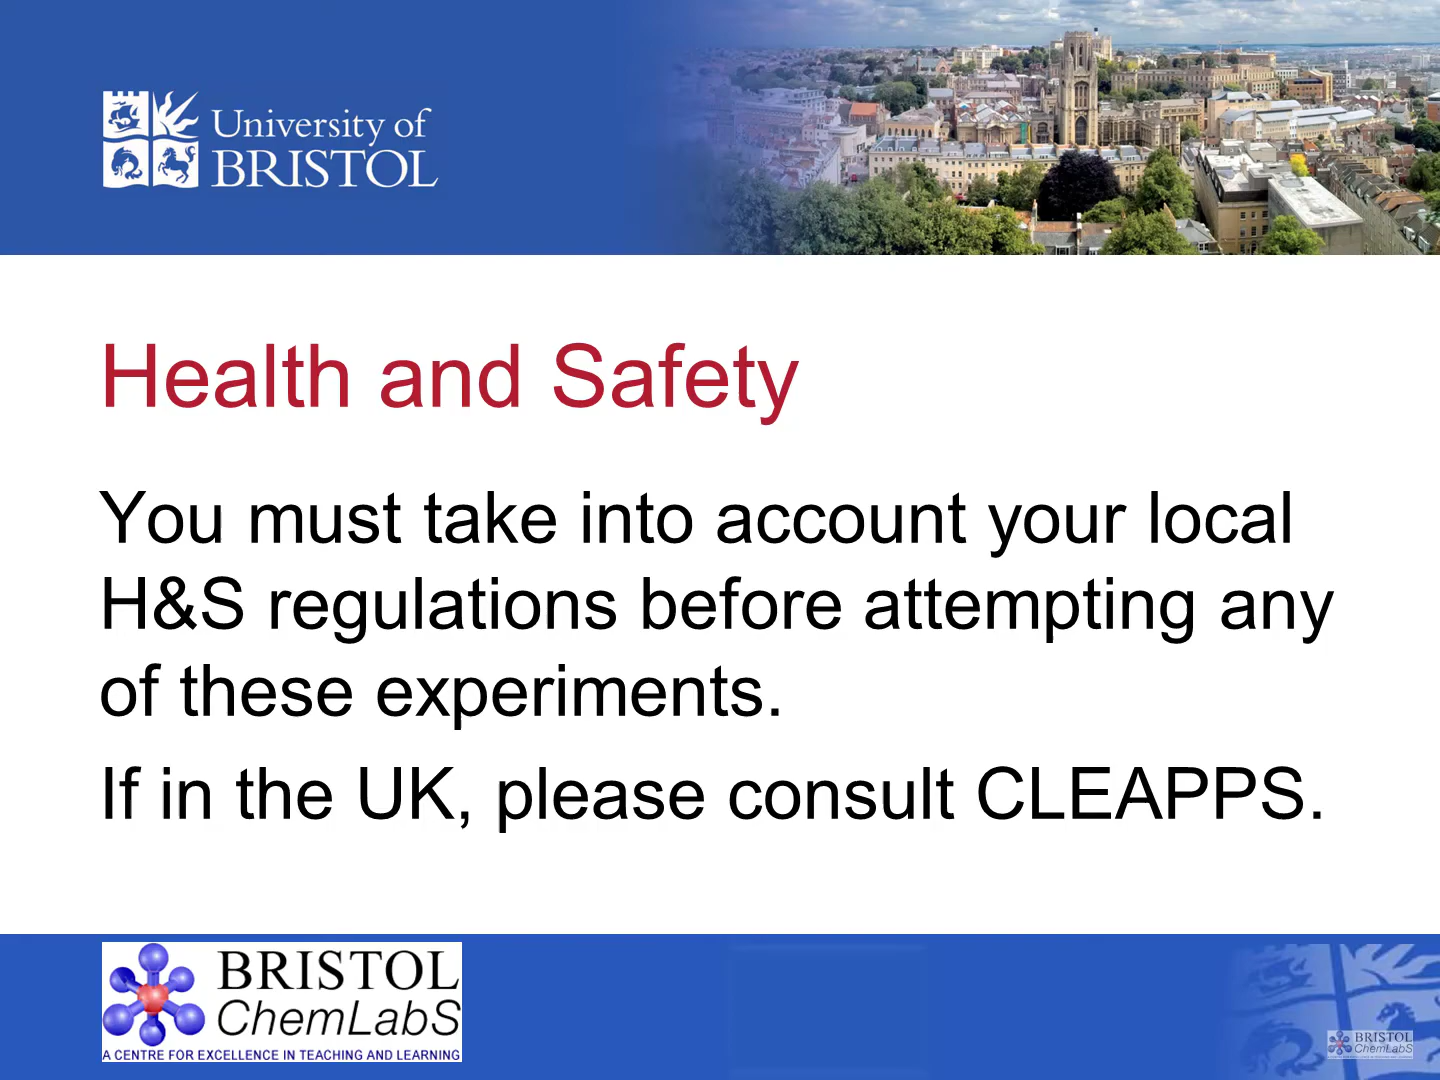 University of
BRISTOL
Health and Safety
You must take into account your local
H&S regulations before attempting any
of these experiments.
If in the UK, please consult CLEAPPS.
BRISTOL
ChemLabS
A CENTRE FOR EXCELLENCE IN TEACHING AND LEARNING
BRISTOL
ChemLabS